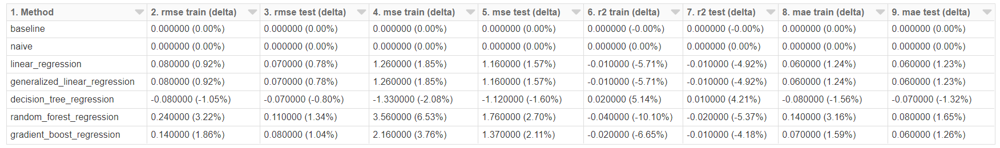 1. Method 2. rmse train (delta) 3. rmse test (delta) 4. mse train (delta) 5. mse test (delta) 6. r2 train (delta) 7. r2 test (delta) 8. mae train (delta) 9. mae test (delta)
baseline 0.000000 (0.00%) 0.000000 (0.00%) 0.000000 (0.00%) 0.000000 (0.00%) 0.000000 (-0.00%) 0.000000 (-0.00%) 0.000000 (0.00%) 0.000000 (0.00%)
naive 0.000000 (0.00%) 0.000000 (0.00%) 0.000000 (0.00%) 0.000000 (0.00%) 0.000000 (0.00%) 0.000000 (0.00%) 0.000000 (0.00%) 0.000000 (0.00%)
linear_regression 0.080000 (0.92%) 0.070000 (0.78%) 1.260000 (1.85%) 1.160000 (1.57%) -0.010000 (-5.71%) -0.010000 (-4.92%) 0.060000 (1.24%) 0.060000 (1.23%)
generalized_linear_regression 0.080000 (0.92%) 0.070000 (0.78%) 1.260000 (1.85%) 1.160000 (1.57%) -0.010000 (-5.71%) -0.010000 (-4.92%) 0.060000 (1.24%) 0.060000 (1.23%)
decision_tree_regression -0.080000 (-1.05%) -0.070000 (-0.80%) -1.330000 (-2.08%) -1.120000 (-1.60%) 0.020000 (5.14%) 0.010000 (4.21%) -0.080000 (-1.56%) -0.070000 (-1.32%)
random_forest_regression 0.240000 (3.22%) 0.110000 (1.34%) 3.560000 (6.53%) 1.760000 (2.70%) -0.040000 (-10.10%) -0.020000 (-5.37%) 0.140000 (3.16%) 0.080000 (1.65%)
gradient_boost_regression 0.140000 (1.86%) 0.080000 (1.04%) 2.160000 (3.76%) 1.370000 (2.11%) -0.020000 (-6.65%) -0.010000 (-4.18%) 0.070000 (1.59%) 0.060000 (1.26%)